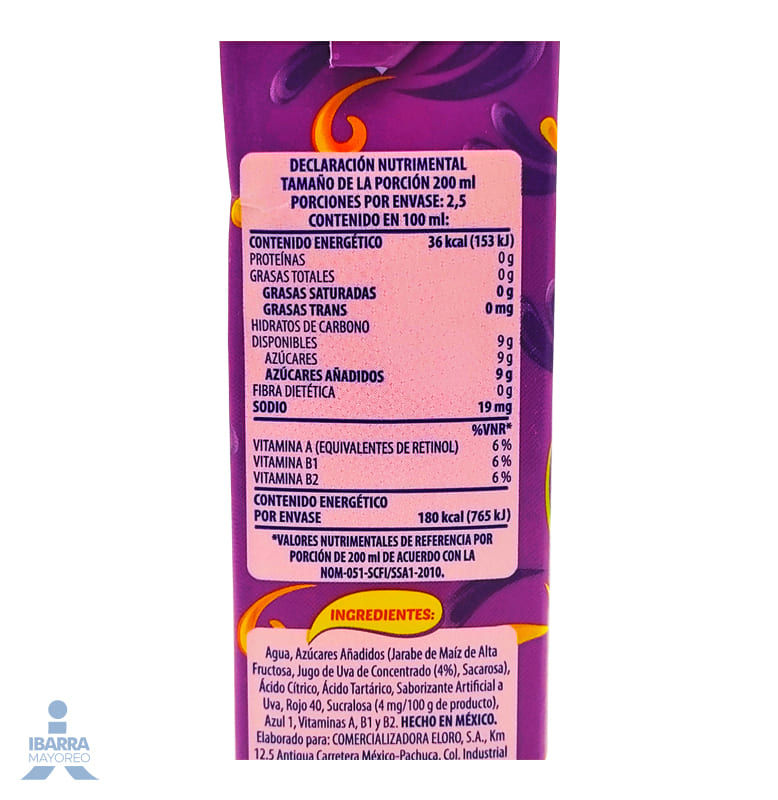 DECLARACIÓN NUTRIMENTAL
TAMAÑO DE LA PORCIÓN 200 ml
PORCIONES POR ENVASE: 2,5
CONTENIDO EN 100 ml:
CONTENIDO ENERGÉTICO 36 kcal (153 kJ)
PROTEÍNAS 0 g
GRASAS TOTALES 0 g
GRASAS SATURADAS 0 g
GRASAS TRANS 0 mg
HIDRATOS DE CARBONO
DISPONIBLES 9 g
AZÚCARES 9 g
AZÚCARES AÑADIDOS 9 g
FIBRA DIETÉTICA 0 g
SODIO 19 mg
%VNR*
VITAMINA A (EQUIVALENTES DE RETINOL) 6 %
VITAMINA B1 6 %
VITAMINA B2 6 %
CONTENIDO ENERGÉTICO
POR ENVASE 180 kcal (765 kJ)
*VALORES NUTRIMENTALES DE REFERENCIA POR
PORCIÓN DE 200 ml DE ACUERDO CON LA
NOM-051-SCFI/SSA1-2010.
INGREDIENTES:
Agua, Azúcares Añadidos (Jarabe de Maíz de Alta
Fructosa, Jugo de Uva de Concentrado (4%), Sacarosa),
Ácido Cítrico, Ácido Tartárico, Saborizante Artificial a
Uva, Rojo 40, Sucralosa (4 mg/100 g de producto),
Azul 1, Vitaminas A, B1 y B2. HECHO EN MÉXICO.
Elaborado para: COMERCIALIZADORA ELORO, S.A., Km
12.5 Antigua Carretera México-Pachuca, Col. Industrial
IBARRA
MAYOREO